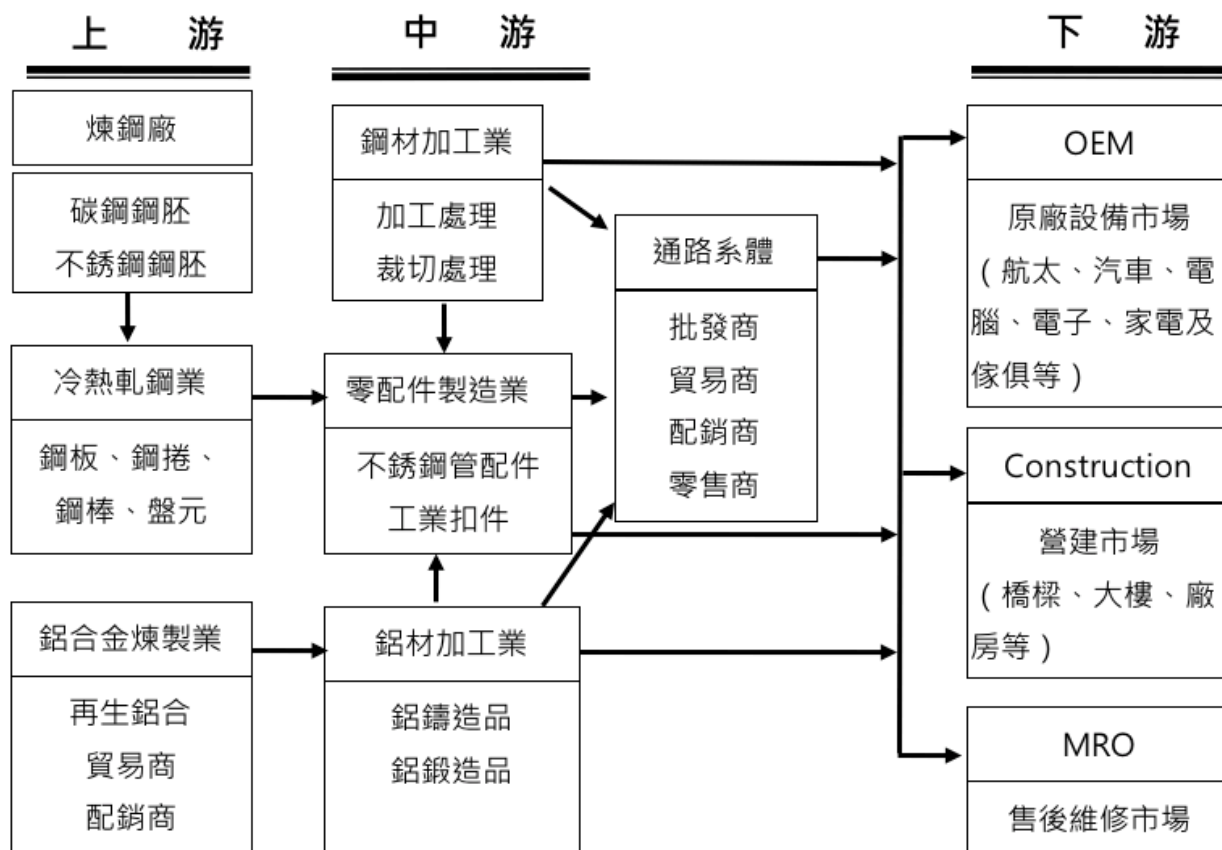 上 游
中 游
下 游
煉鋼廠
碳鋼鋼胚
不銹鋼鋼胚
冷熱軋鋼業
鋼板、鋼捲、
鋼棒、盤元
鋁合金煉製業
再生鋁合
貿易商
配銷商
鋼材加工業
加工處理
裁切處理
零配件製造業
不銹鋼管配件
工業扣件
鋁材加工業
鋁鑄造品
鋁鍛造品
通路系體
批發商
貿易商
配銷商
零售商
OEM
原廠設備市場
（航太、汽車、電
腦、電子、家電及
傢俱等）
Construction
營建市場
（橋樑、大樓、廠
房等）
MRO
售後維修市場